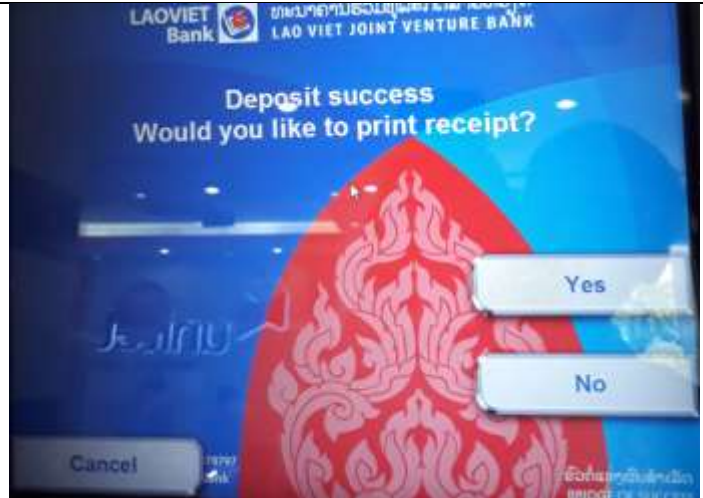 LAOVIET
Bank
LAO VIET JOINT VENTURE BANK
Deposit success
Would you like to print receipt?
Yes
No
Cancel